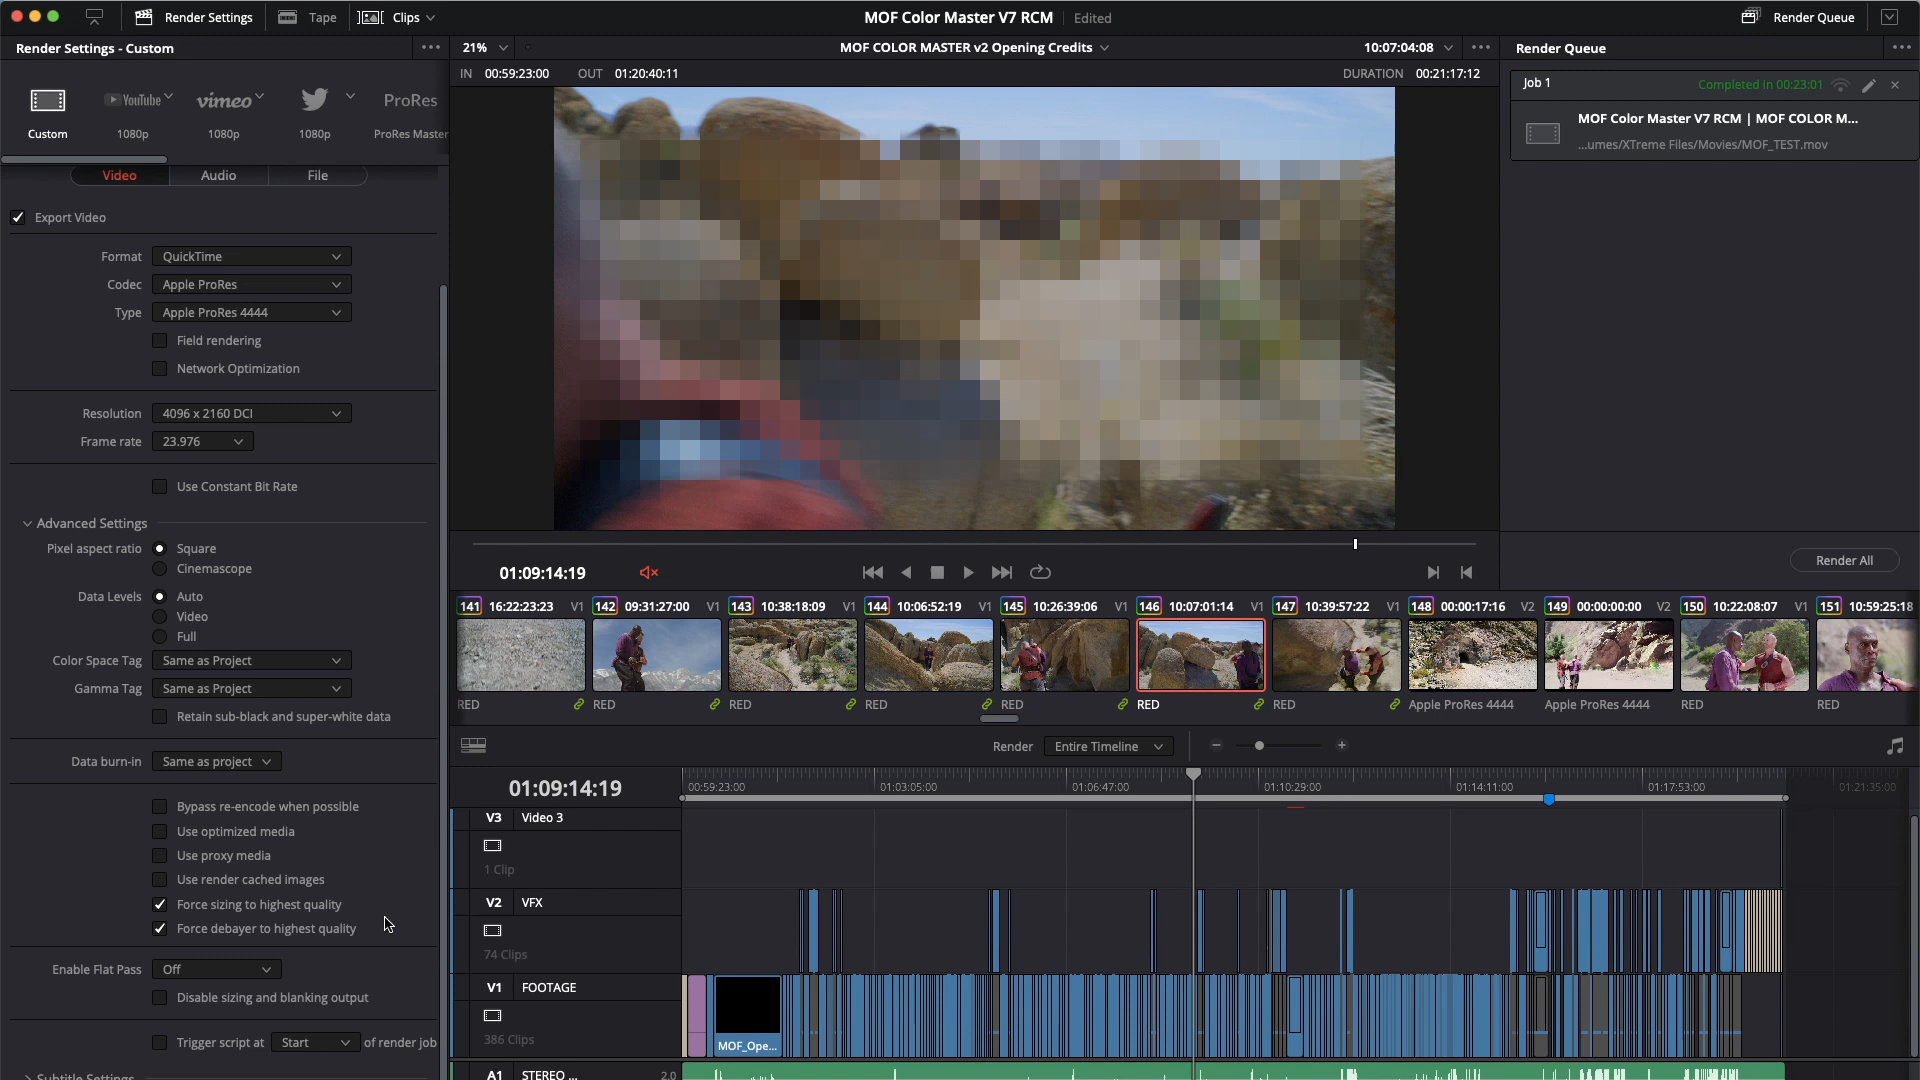 Render Settings
Tape
Clips
MOF Color Master V7 RCM
Edited
Render Queue
Render Settings - Custom
21%
MOF COLOR MASTER v2 Opening Credits
10:07:04:08
Render Queue
IN 00:59:23:00 OUT 01:20:40:11
DURATION 00:21:17:12
Job 1
Completed in 00:23:01
MOF Color Master V7 RCM | MOF COLOR M...
...umes/XTreme Files/Movies/MOF_TEST.mov
YouTube
vimeo
ProRes
Custom
1080p
1080p
1080p
ProRes Master
Video
Audio
File
Export Video
Format QuickTime
Codec Apple ProRes
Type Apple ProRes 4444
Field rendering
Network Optimization
Resolution 4096 x 2160 DCI
Frame rate 23.976
Use Constant Bit Rate
Advanced Settings
Pixel aspect ratio Square
Cinemascope
Data Levels Auto
Video
Full
Color Space Tag Same as Project
Gamma Tag Same as Project
Retain sub-black and super-white data
Data burn-in Same as project
Bypass re-encode when possible
Use optimized media
Use proxy media
Use render cached images
Force sizing to highest quality
Force debayer to highest quality
Enable Flat Pass Off
Disable sizing and blanking output
Trigger script at Start of render job
Subtitle Settings
01:09:14:19
Render All
141 16:22:23:23 V1
142 09:31:27:00 V1
143 10:38:18:09 V1
144 10:06:52:19 V1
145 10:26:39:06 V1
146 10:07:01:14 V1
147 10:39:57:22 V1
148 00:00:17:16 V2
149 00:00:00:00 V2
150 10:22:08:07 V1
151 10:59:25:18
RED
RED
RED
RED
RED
RED
RED
Apple ProRes 4444
Apple ProRes 4444
RED
RED
Render Entire Timeline
01:09:14:19
00:59:23:00
01:03:05:00
01:06:47:00
01:10:29:00
01:14:11:00
01:17:53:00
01:21:35:00
V3 Video 3
1 Clip
V2 VFX
74 Clips
V1 FOOTAGE
386 Clips
MOF_Ope...
A1 STEREO ... 2.0